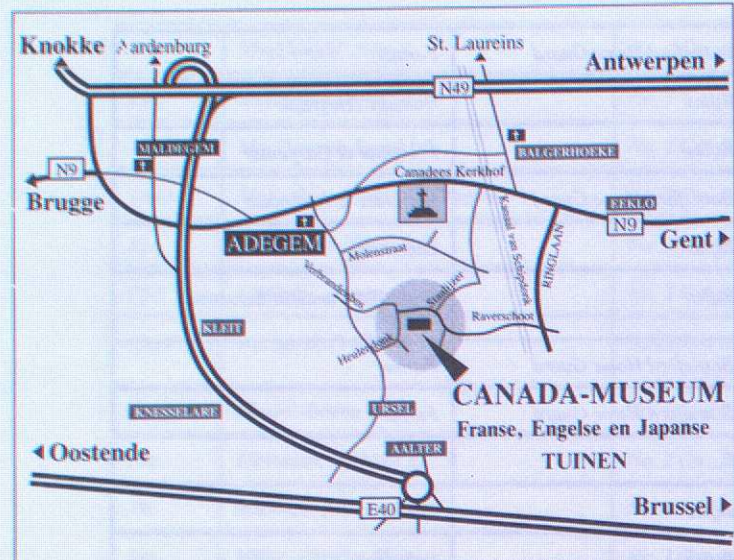 Knokke
Aardenburg
St. Laureins
Antwerpen
N49
MALDEGEM
BALGERHOEKE
N9
Canadees Kerkhof
Brugge
EEKLO
N9
ADEGEM
Gent
Molenstraat
Kanaal van Schipdonk
RINGLAAN
Staalijzer
Raverschoot
KLEIT
Heulendonk
CANADA-MUSEUM
KNESSELARE
URSEL
Franse, Engelse en Japanse
AALTER
TUINEN
Oostende
E40
Brussel